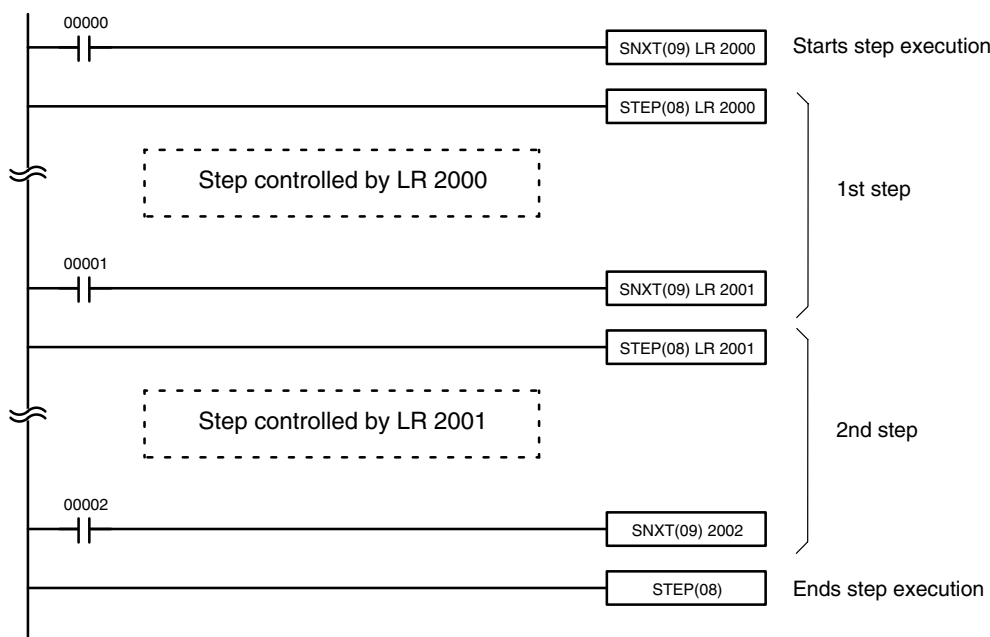 00000
SNXT(09) LR 2000 Starts step execution
STEP(08) LR 2000
Step controlled by LR 2000
1st step
00001
SNXT(09) LR 2001
STEP(08) LR 2001
Step controlled by LR 2001
2nd step
00002
SNXT(09) 2002
STEP(08) Ends step execution